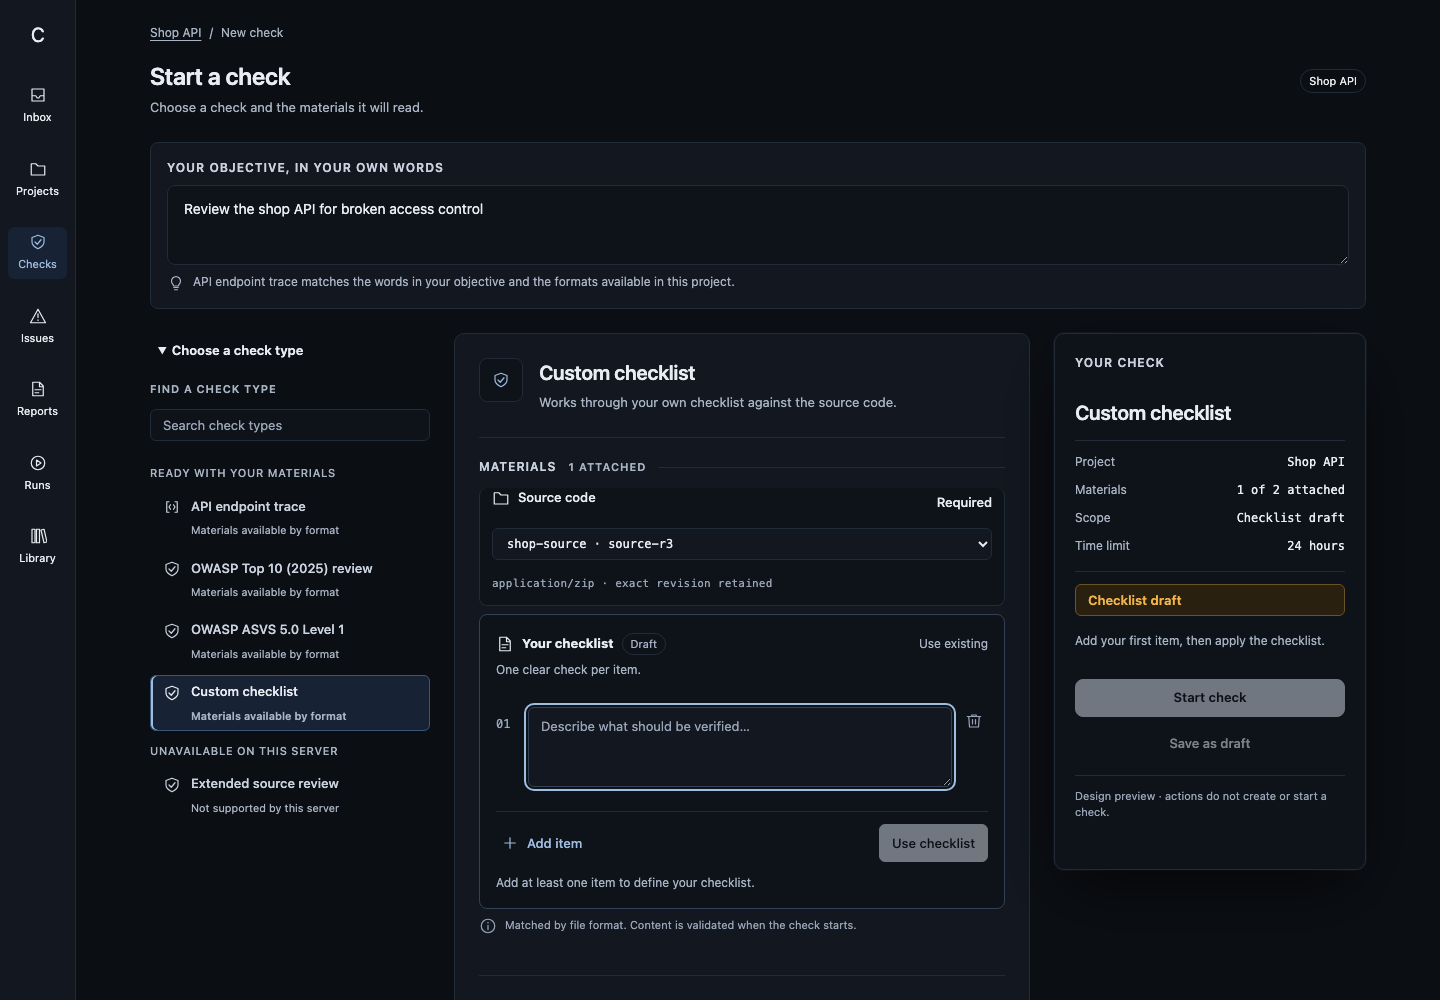 C
Inbox
Projects
Checks
Issues
Reports
Runs
Library
Shop API / New check
Start a check
Choose a check and the materials it will read.
Shop API
YOUR OBJECTIVE, IN YOUR OWN WORDS
Review the shop API for broken access control
API endpoint trace matches the words in your objective and the formats available in this project.
▼ Choose a check type
FIND A CHECK TYPE
Search check types
READY WITH YOUR MATERIALS
API endpoint trace
Materials available by format
OWASP Top 10 (2025) review
Materials available by format
OWASP ASVS 5.0 Level 1
Materials available by format
Custom checklist
Materials available by format
UNAVAILABLE ON THIS SERVER
Extended source review
Not supported by this server
Custom checklist
Works through your own checklist against the source code.
MATERIALS 1 ATTACHED
Source code
Required
shop-source · source-r3
application/zip · exact revision retained
Your checklist Draft Use existing
One clear check per item.
01 Describe what should be verified…
Add item
Use checklist
Add at least one item to define your checklist.
Matched by file format. Content is validated when the check starts.
YOUR CHECK
Custom checklist
Project Shop API
Materials 1 of 2 attached
Scope Checklist draft
Time limit 24 hours
Checklist draft
Add your first item, then apply the checklist.
Start check
Save as draft
Design preview · actions do not create or start a
check.